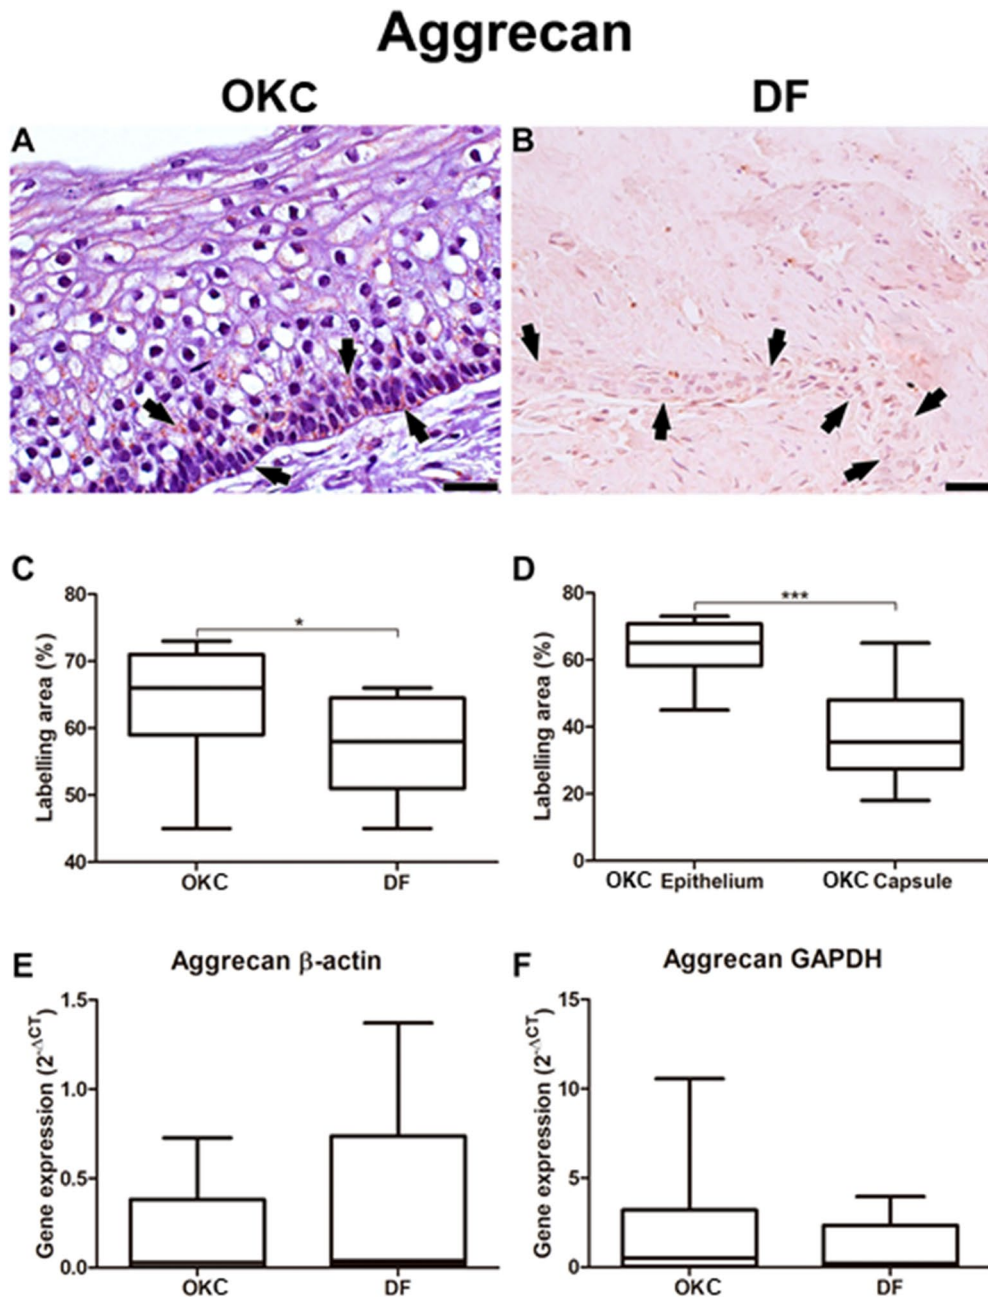 Aggrecan
OKC
DF
A
B
C
80
70
60
50
40
Labelling area (%)
*
OKC
DF
D
80
60
40
20
0
Labelling area (%)
***
OKC Epithelium
OKC Capsule
E
Aggrecan β-actin
1.5
1.0
0.5
0.0
Gene expression (2-ΔCT)
OKC
DF
F
Aggrecan GAPDH
15
10
5
0
Gene expression (2-ΔCT)
OKC
DF